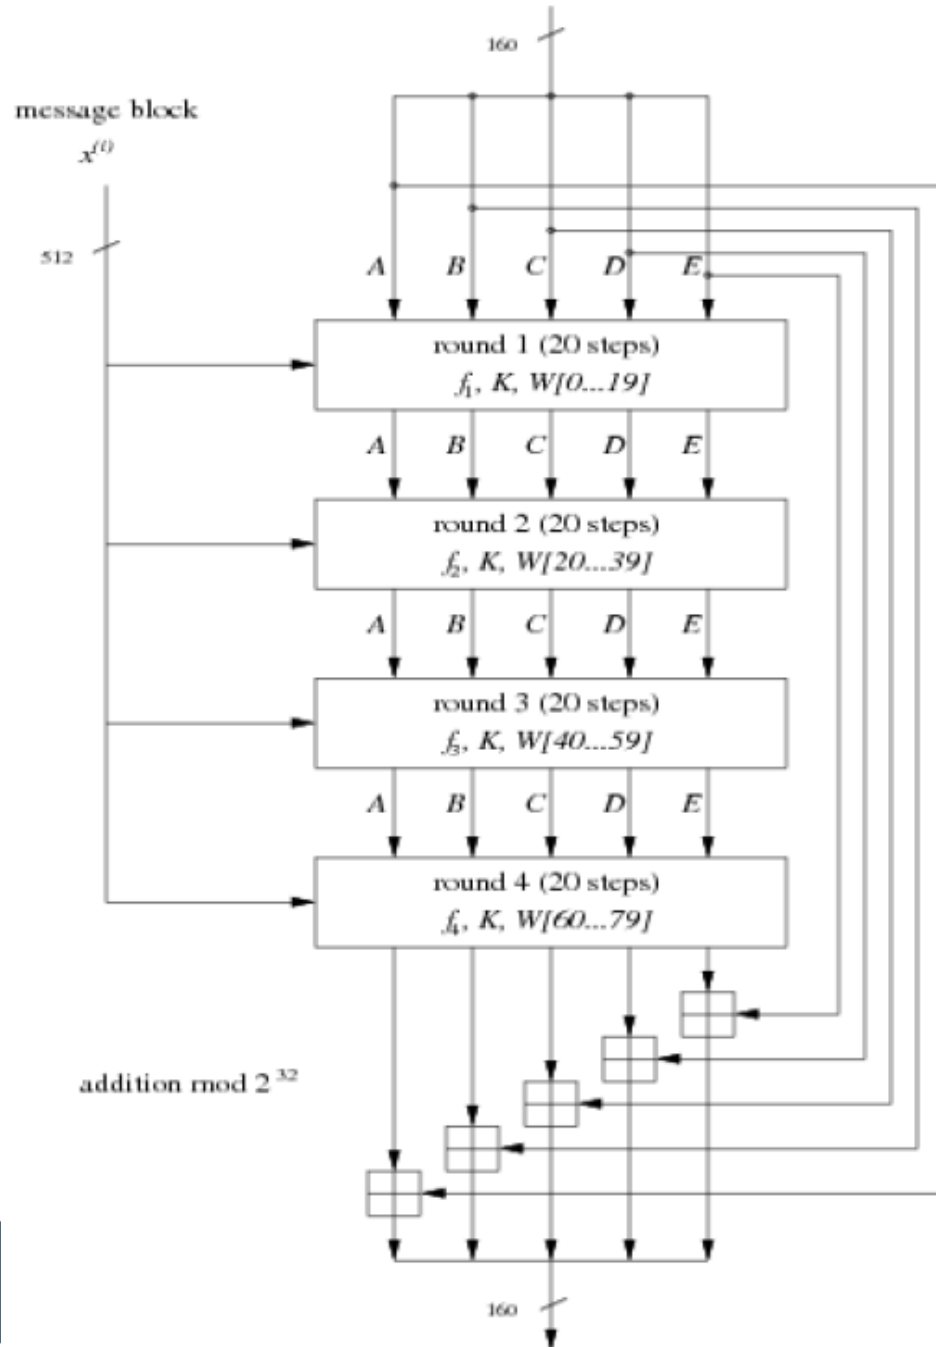 160
message block
x(i)
512
A B C D E
round 1 (20 steps)
f1, K, W[0...19]
A B C D E
round 2 (20 steps)
f2, K, W[20...39]
A B C D E
round 3 (20 steps)
f3, K, W[40...59]
A B C D E
round 4 (20 steps)
f4, K, W[60...79]
addition mod 2 32
160